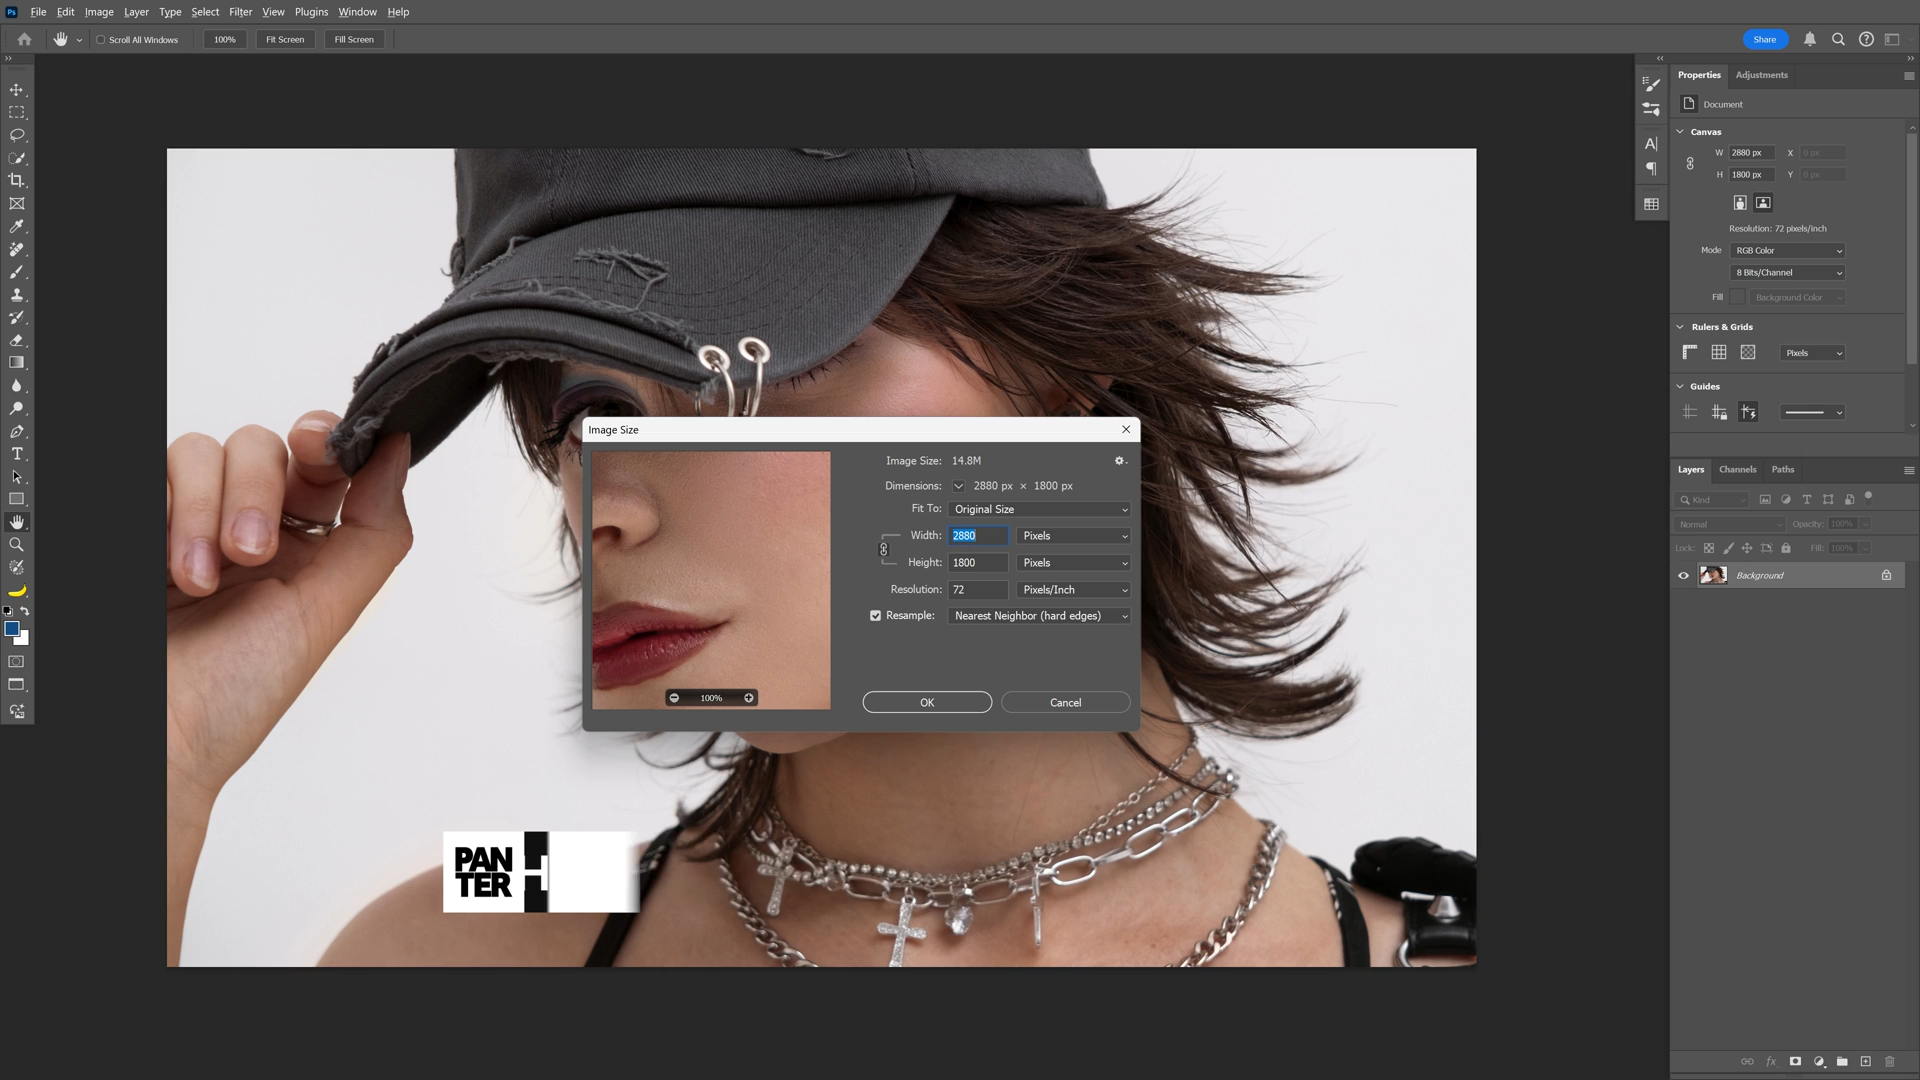 Ps File Edit Image Layer Type Select Filter View Plugins Window Help
Scroll All Windows 100% Fit Screen Fill Screen Share
Properties Adjustments
Document
Canvas
W 2880 px X 0 px
H 1800 px Y 0 px
Resolution: 72 pixels/inch
Mode RGB Color
8 Bits/Channel
Fill Background Color
Rulers & Grids
Pixels
Guides
Layers Channels Paths
Kind
Normal Opacity: 100%
Lock: Fill: 100%
Background
fx
Image Size
Image Size: 14.8M
Dimensions: 2880 px × 1800 px
Fit To: Original Size
Width: 2880 Pixels
Height: 1800 Pixels
Resolution: 72 Pixels/Inch
Resample: Nearest Neighbor (hard edges)
100%
OK Cancel
PAN
TER
H